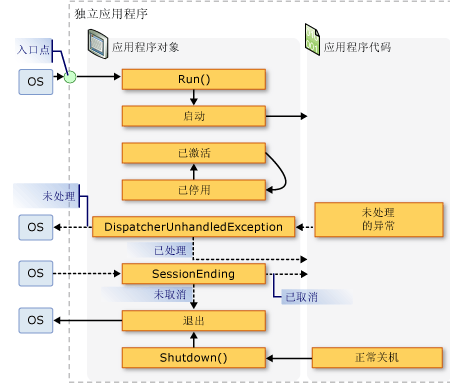 独立应用程序
入口点
应用程序对象
应用程序代码
OS
Run()
启动
已激活
已停用
未处理
OS
DispatcherUnhandledException
未处理
的异常
已处理
OS
SessionEnding
未取消
已取消
OS
退出
Shutdown()
正常关机